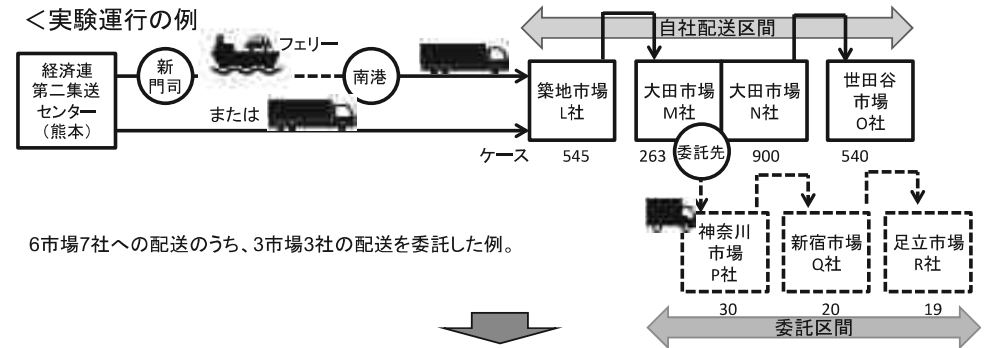 <実験運行の例
フェリー
自社配送区間
経済連
第二集送
センター
(熊本)
新
門司
南港
または
築地市場
L社
大田市場
M社
大田市場
N社
世田谷
市場
O社
ケース
545
263
委託先
900
540
神奈川
市場
P社
新宿市場
Q社
足立市場
R社
6市場7社への配送のうち、3市場3社の配送を委託した例。
30
20
19
委託区間